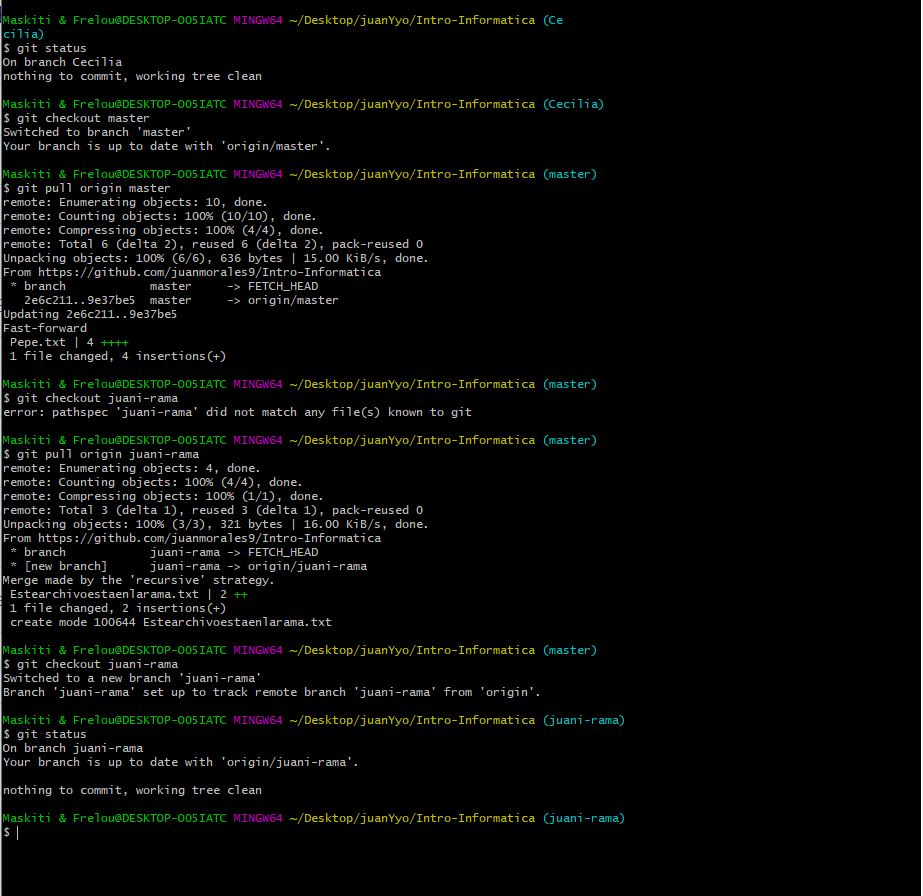 Maskiti & Frelou@DESKTOP-OO5IATC MINGW64 ~/Desktop/juanYyo/Intro-Informatica (Ce
cilia)
$ git status
On branch Cecilia
nothing to commit, working tree clean
Maskiti & Frelou@DESKTOP-OO5IATC MINGW64 ~/Desktop/juanYyo/Intro-Informatica (Cecilia)
$ git checkout master
Switched to branch 'master'
Your branch is up to date with 'origin/master'.
Maskiti & Frelou@DESKTOP-OO5IATC MINGW64 ~/Desktop/juanYyo/Intro-Informatica (master)
$ git pull origin master
remote: Enumerating objects: 10, done.
remote: Counting objects: 100% (10/10), done.
remote: Compressing objects: 100% (4/4), done.
remote: Total 6 (delta 2), reused 6 (delta 2), pack-reused 0
Unpacking objects: 100% (6/6), 636 bytes | 15.00 KiB/s, done.
From https://github.com/juanmorales9/Intro-Informatica
 * branch            master     -> FETCH_HEAD
   2e6c211..9e37be5  master     -> origin/master
Updating 2e6c211..9e37be5
Fast-forward
 Pepe.txt | 4 ++++
 1 file changed, 4 insertions(+)
Maskiti & Frelou@DESKTOP-OO5IATC MINGW64 ~/Desktop/juanYyo/Intro-Informatica (master)
$ git checkout juani-rama
error: pathspec 'juani-rama' did not match any file(s) known to git
Maskiti & Frelou@DESKTOP-OO5IATC MINGW64 ~/Desktop/juanYyo/Intro-Informatica (master)
$ git pull origin juani-rama
remote: Enumerating objects: 4, done.
remote: Counting objects: 100% (4/4), done.
remote: Compressing objects: 100% (1/1), done.
remote: Total 3 (delta 1), reused 3 (delta 1), pack-reused 0
Unpacking objects: 100% (3/3), 321 bytes | 16.00 KiB/s, done.
From https://github.com/juanmorales9/Intro-Informatica
 * branch            juani-rama -> FETCH_HEAD
 * [new branch]      juani-rama -> origin/juani-rama
Merge made by the 'recursive' strategy.
 Estearchivoestaenlarama.txt | 2 ++
 1 file changed, 2 insertions(+)
 create mode 100644 Estearchivoestaenlarama.txt
Maskiti & Frelou@DESKTOP-OO5IATC MINGW64 ~/Desktop/juanYyo/Intro-Informatica (master)
$ git checkout juani-rama
Switched to a new branch 'juani-rama'
Branch 'juani-rama' set up to track remote branch 'juani-rama' from 'origin'.
Maskiti & Frelou@DESKTOP-OO5IATC MINGW64 ~/Desktop/juanYyo/Intro-Informatica (juani-rama)
$ git status
On branch juani-rama
Your branch is up to date with 'origin/juani-rama'.
nothing to commit, working tree clean
Maskiti & Frelou@DESKTOP-OO5IATC MINGW64 ~/Desktop/juanYyo/Intro-Informatica (juani-rama)
$